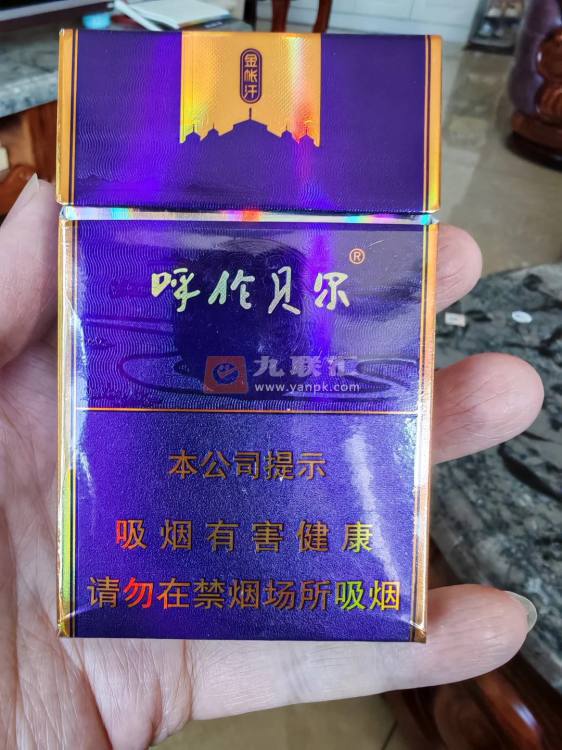 金帐汗
呼伦贝尔®
九联汇
www.yanpk.com
本公司提示
吸烟有害健康
请勿在禁烟场所吸烟